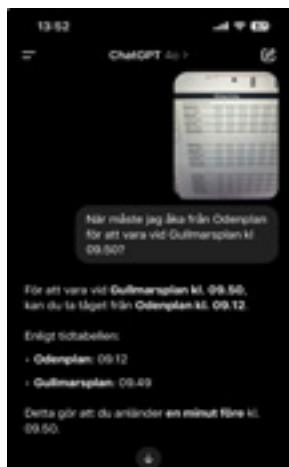 13:52
ChatGPT 4o >
När måste jag åka från Odenplan
för att vara vid Gullmarsplan kl
09.50?
För att vara vid Gullmarsplan kl. 09.50,
kan du ta tåget från Odenplan kl. 09.12.
Enligt tidtabellen:
• Odenplan: 09:12
• Gullmarsplan: 09:49
Detta gör att du anländer en minut före kl.
09.50.